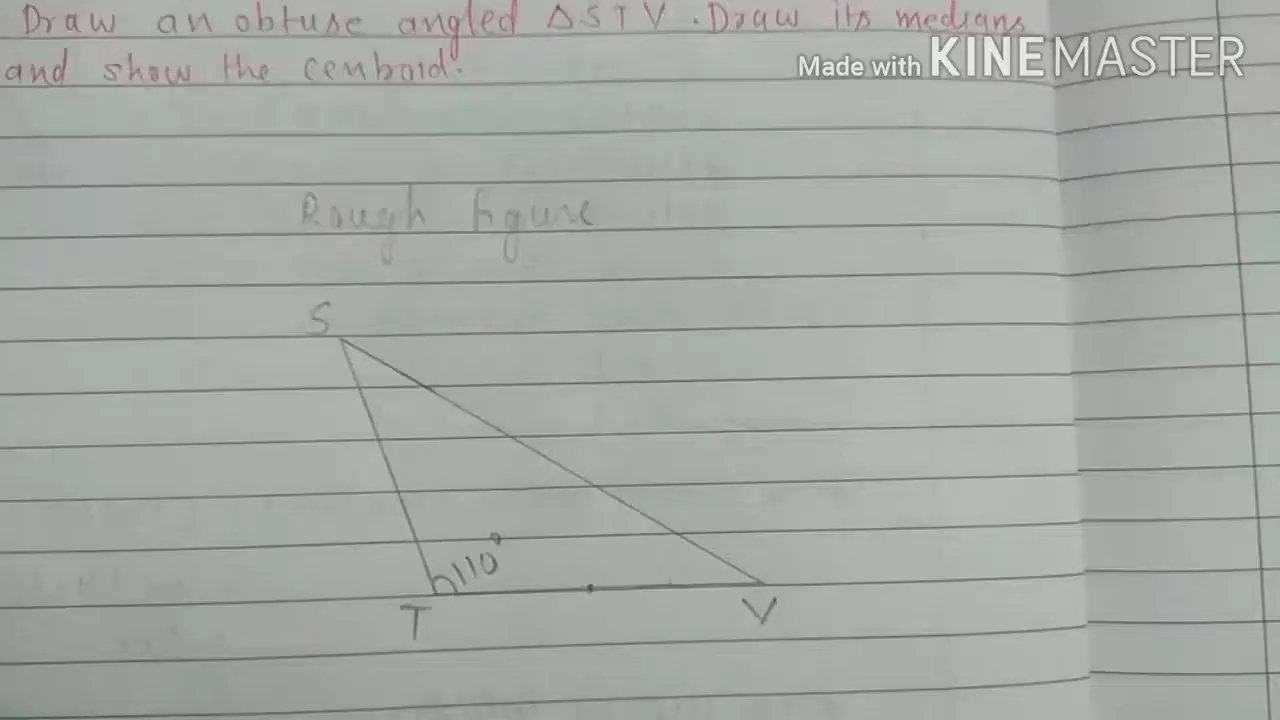 Draw an obtuse angled ΔSTV. Draw its medians
and show the centroid.
Made with KINEMASTER
Rough figure
S
110°
T
V